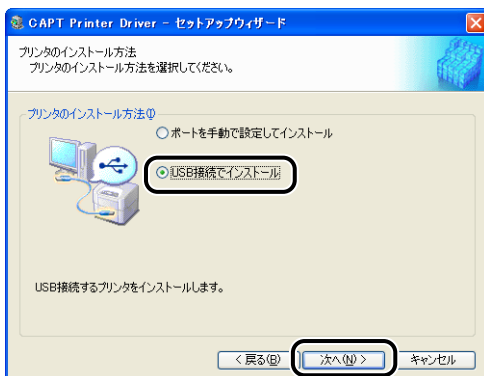 CAPT Printer Driver - セットアップウィザード
プリンタのインストール方法
プリンタのインストール方法を選択してください。
プリンタのインストール方法(I)
ポートを手動で設定してインストール
USB接続でインストール
USB接続するプリンタをインストールします。
< 戻る(B)
次へ(N) >
キャンセル